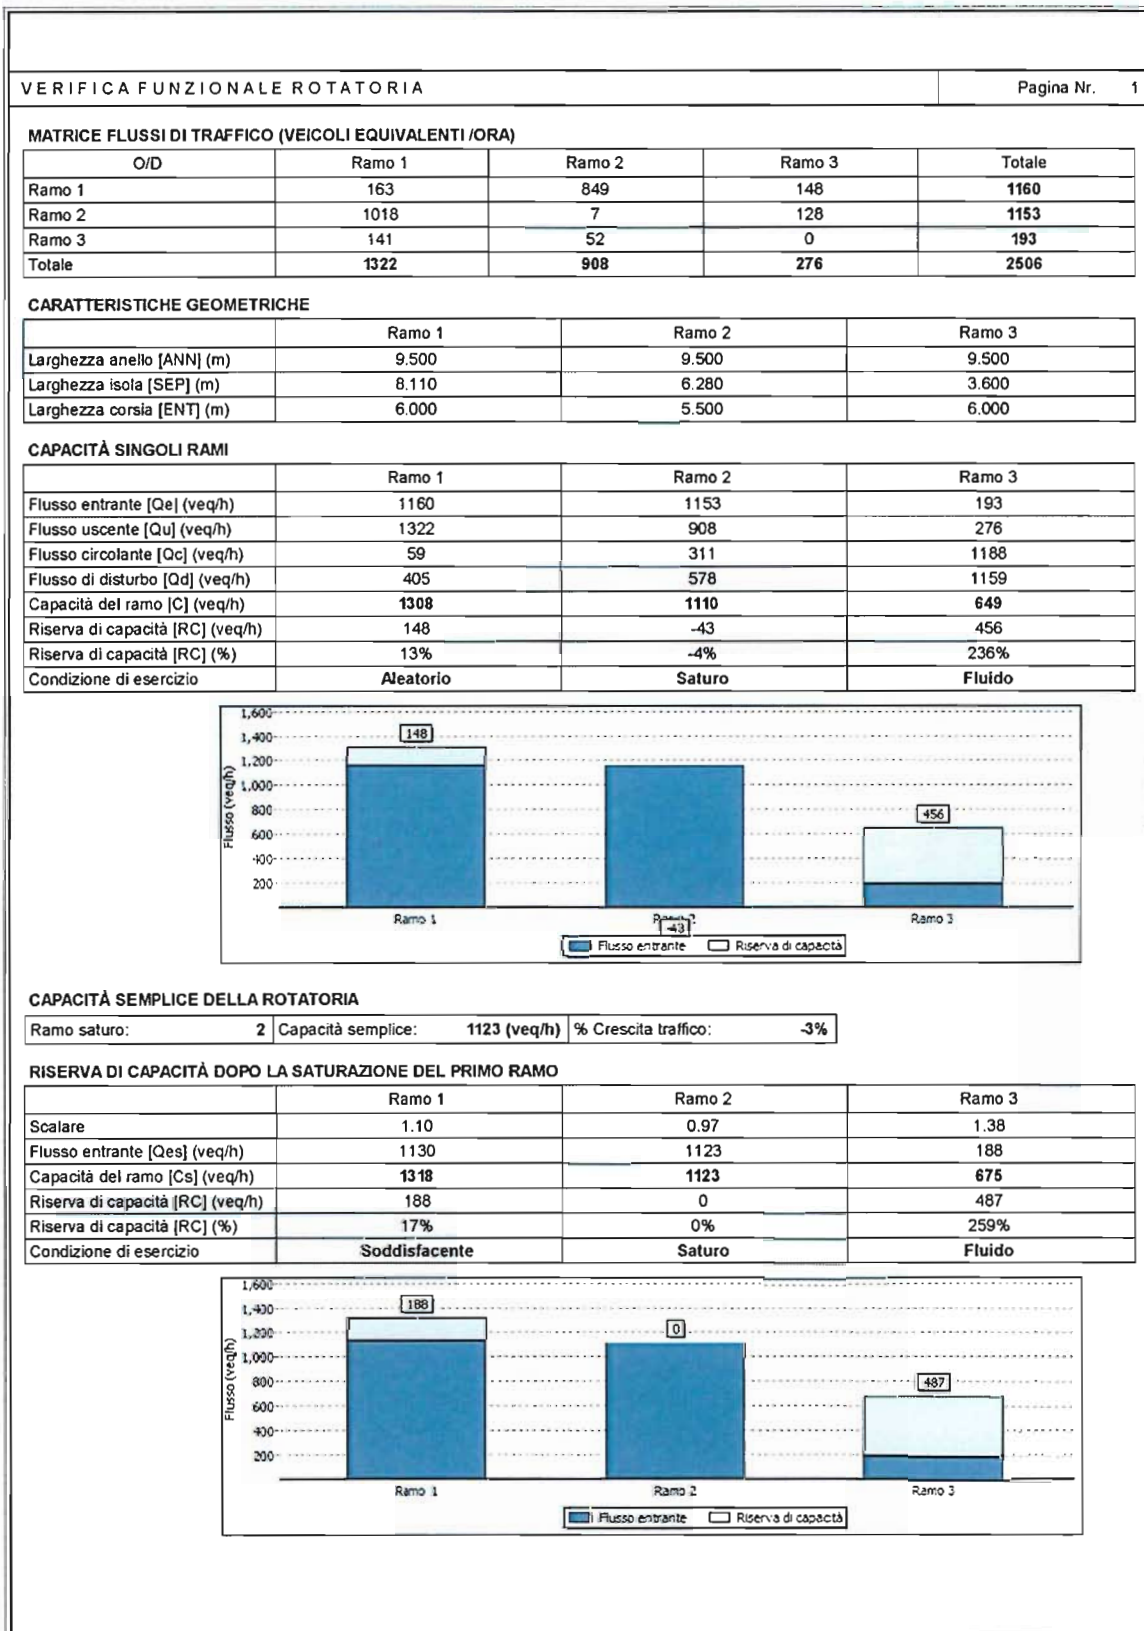 VERIFICA FUNZIONALE ROTATORIA Pagina Nr. 1
MATRICE FLUSSI DI TRAFFICO (VEICOLI EQUIVALENTI /ORA)
O/D Ramo 1 Ramo 2 Ramo 3 Totale
Ramo 1 163 849 148 1160
Ramo 2 1018 7 128 1153
Ramo 3 141 52 0 193
Totale 1322 908 276 2506
CARATTERISTICHE GEOMETRICHE
Ramo 1 Ramo 2 Ramo 3
Larghezza anello [ANN] (m) 9.500 9.500 9.500
Larghezza isola [SEP] (m) 8.110 6.280 3.600
Larghezza corsia [ENT] (m) 6.000 5.500 6.000
CAPACITÀ SINGOLI RAMI
Ramo 1 Ramo 2 Ramo 3
Flusso entrante [Qe] (veq/h) 1160 1153 193
Flusso uscente [Qu] (veq/h) 1322 908 276
Flusso circolante [Qc] (veq/h) 59 311 1188
Flusso di disturbo [Qd] (veq/h) 405 578 1159
Capacità del ramo [C] (veq/h) 1308 1110 649
Riserva di capacità [RC] (veq/h) 148 -43 456
Riserva di capacità [RC] (%) 13% -4% 236%
Condizione di esercizio Aleatorio Saturo Fluido
Flusso (veq/h)
1,600
1,400
1,200
1,000
800
600
400
200
148
456
Ramo 1 Ramo 2 Ramo 3
-43
Flusso entrante Riserva di capacità
CAPACITÀ SEMPLICE DELLA ROTATORIA
Ramo saturo: 2 Capacità semplice: 1123 (veq/h) % Crescita traffico: -3%
RISERVA DI CAPACITÀ DOPO LA SATURAZIONE DEL PRIMO RAMO
Ramo 1 Ramo 2 Ramo 3
Scalare 1.10 0.97 1.38
Flusso entrante [Qes] (veq/h) 1130 1123 188
Capacità del ramo [Cs] (veq/h) 1318 1123 675
Riserva di capacità [RC] (veq/h) 188 0 487
Riserva di capacità [RC] (%) 17% 0% 259%
Condizione di esercizio Soddisfacente Saturo Fluido
Flusso (veq/h)
1,600
1,400
1,200
1,000
800
600
400
200
188
0
487
Ramo 1 Ramo 2 Ramo 3
Flusso entrante Riserva di capacità